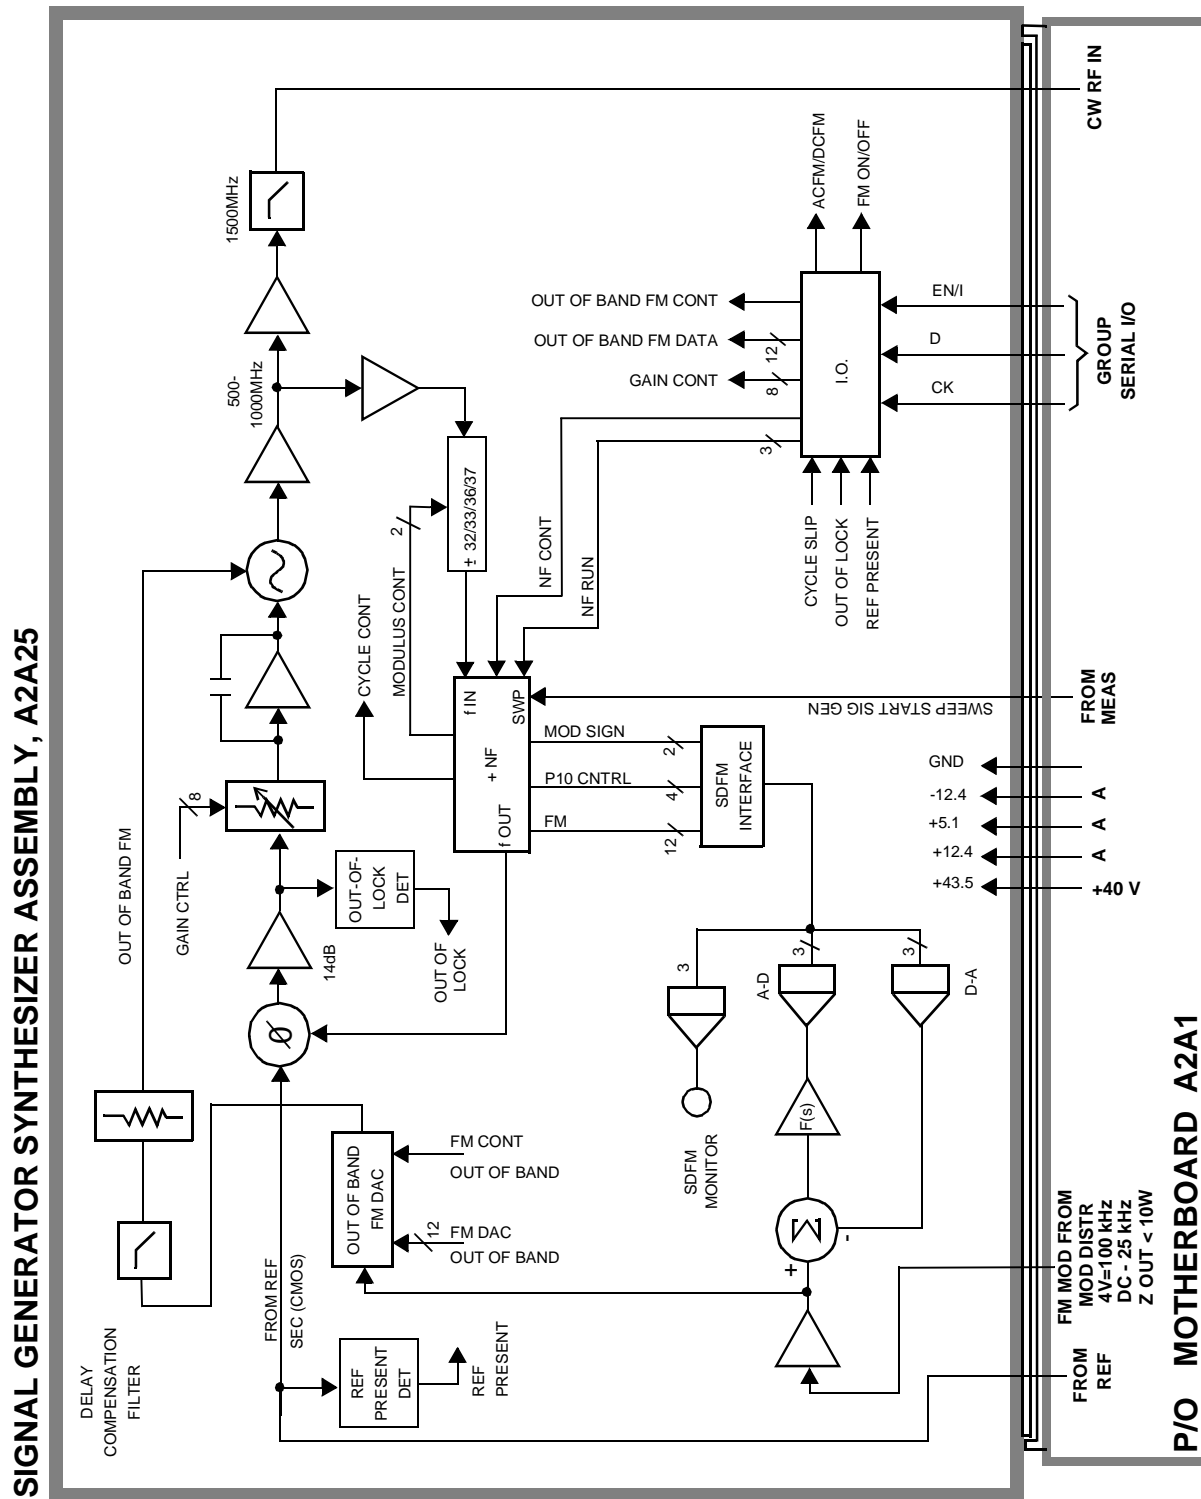 SIGNAL GENERATOR SYNTHESIZER ASSEMBLY, A2A25
DELAY
COMPENSATION
FILTER
OUT OF BAND FM
GAIN CTRL
8
FROM REF
SEC (CMOS)
REF
PRESENT
DET
REF
PRESENT
OUT OF BAND
FM DAC
12
FM DAC
OUT OF BAND
FM CONT
OUT OF BAND
Ø
14dB
OUT-OF-
LOCK
DET
OUT OF
LOCK
500-
1000MHz
1500MHz
± 32/33/36/37
2
MODULUS CONT
CYCLE CONT
f IN
+ NF
f OUT
SWP
NF CONT
NF RUN
3
MOD SIGN
P10 CNTRL
FM
2
4
12
SDFM
INTERFACE
OUT OF BAND FM CONT
OUT OF BAND FM DATA
GAIN CONT
12
8
I.O.
ACFM/DCFM
FM ON/OFF
CYCLE SLIP
OUT OF LOCK
REF PRESENT
EN/I
D
CK
GROUP
SERIAL I/O
CW RF IN
SWEEP START SIG GEN
FROM
MEAS
SDFM
MONITOR
3
A-D
3
D-A
3
F(s)
Σ
+
-
GND
-12.4
+5.1
+12.4
+43.5
A
A
A
+40 V
FM MOD FROM
MOD DISTR
4V=100 kHz
DC - 25 kHz
Z OUT < 10W
FROM
REF
P/O MOTHERBOARD A2A1